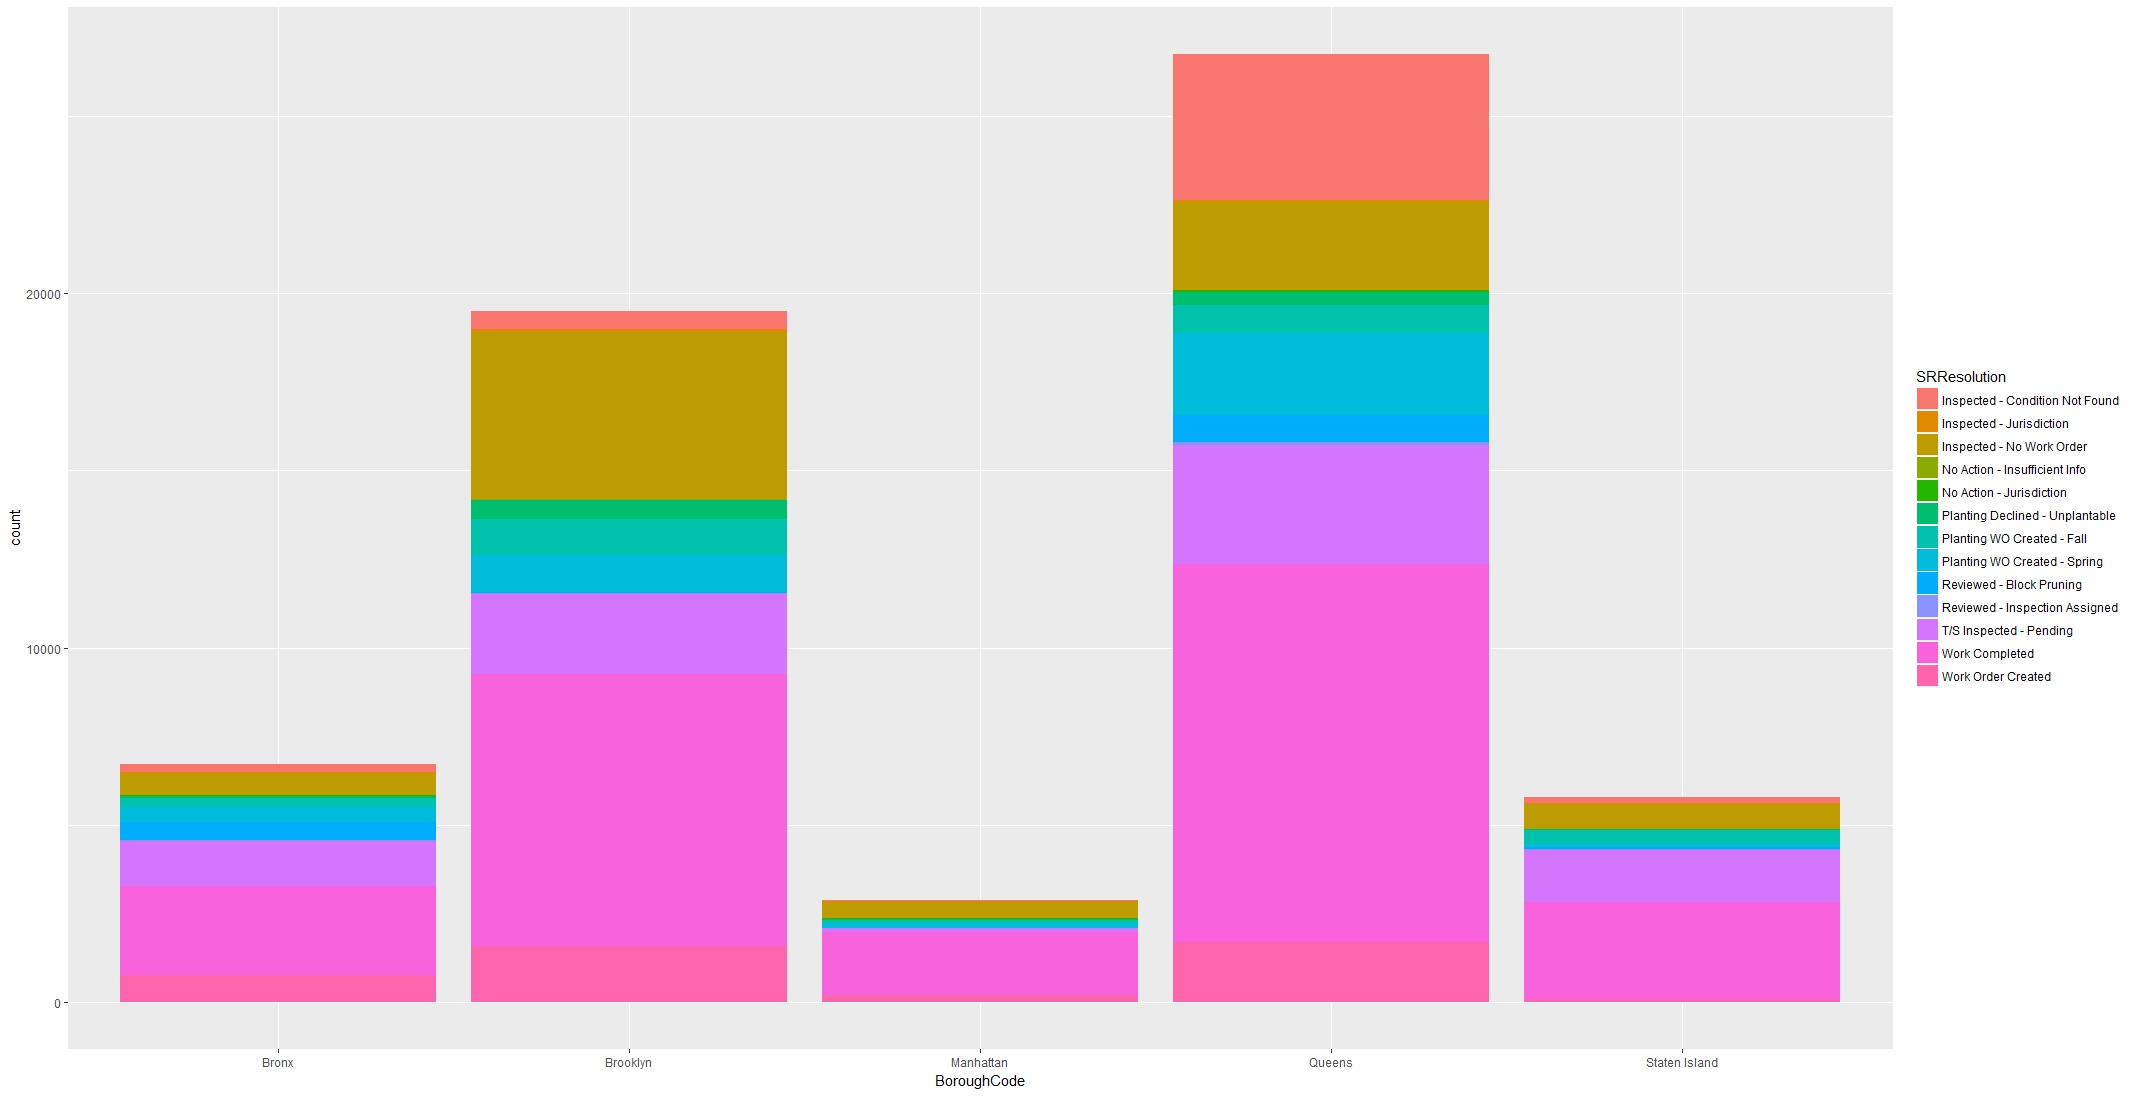 count
20000
10000
0
Bronx
Brooklyn
Manhattan
Queens
Staten Island
BoroughCode
SRResolution
Inspected - Condition Not Found
Inspected - Jurisdiction
Inspected - No Work Order
No Action - Insufficient Info
No Action - Jurisdiction
Planting Declined - Unplantable
Planting WO Created - Fall
Planting WO Created - Spring
Reviewed - Block Pruning
Reviewed - Inspection Assigned
T/S Inspected - Pending
Work Completed
Work Order Created